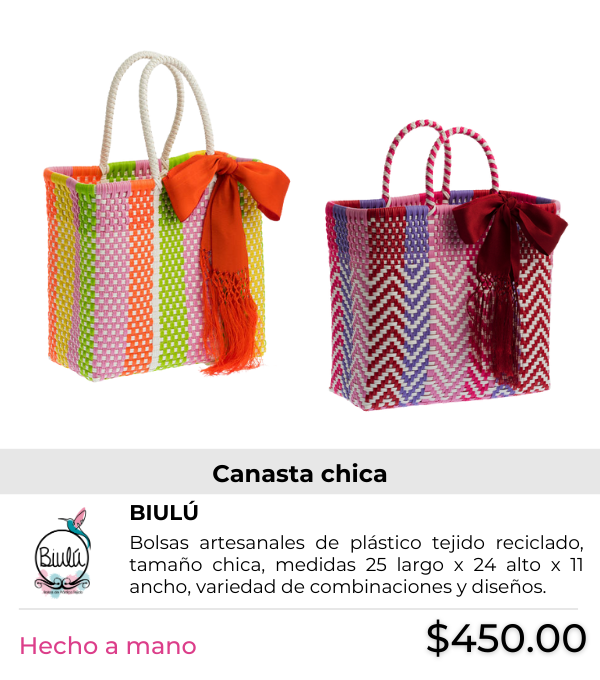 Canasta chica
BIULÚ
Biulú
Bolsas artesanales de plástico tejido reciclado,
tamaño chica, medidas 25 largo x 24 alto x 11
ancho, variedad de combinaciones y diseños.
Hecho a mano
$450.00